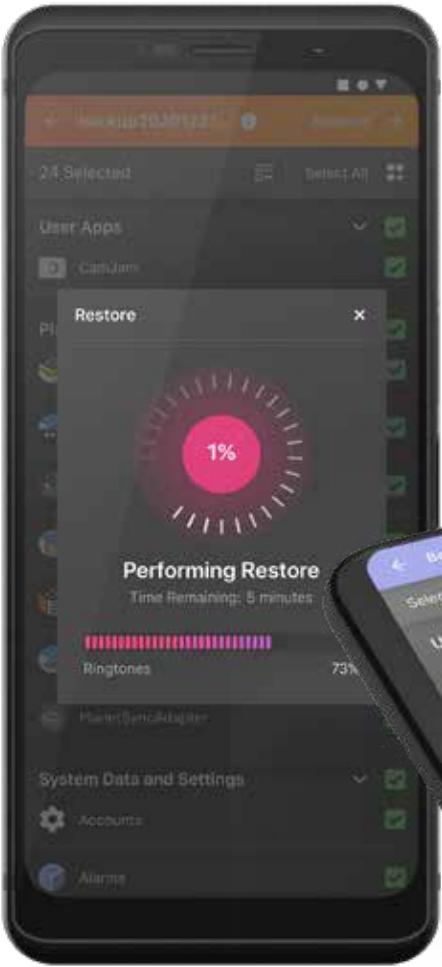 24 Selected Select All
User Apps
CamJam
Restore ×
1%
Performing Restore
Time Remaining: 5 minutes
Ringtones 73%
PlanetSyncAdapter
System Data and Settings
Accounts
Alarms